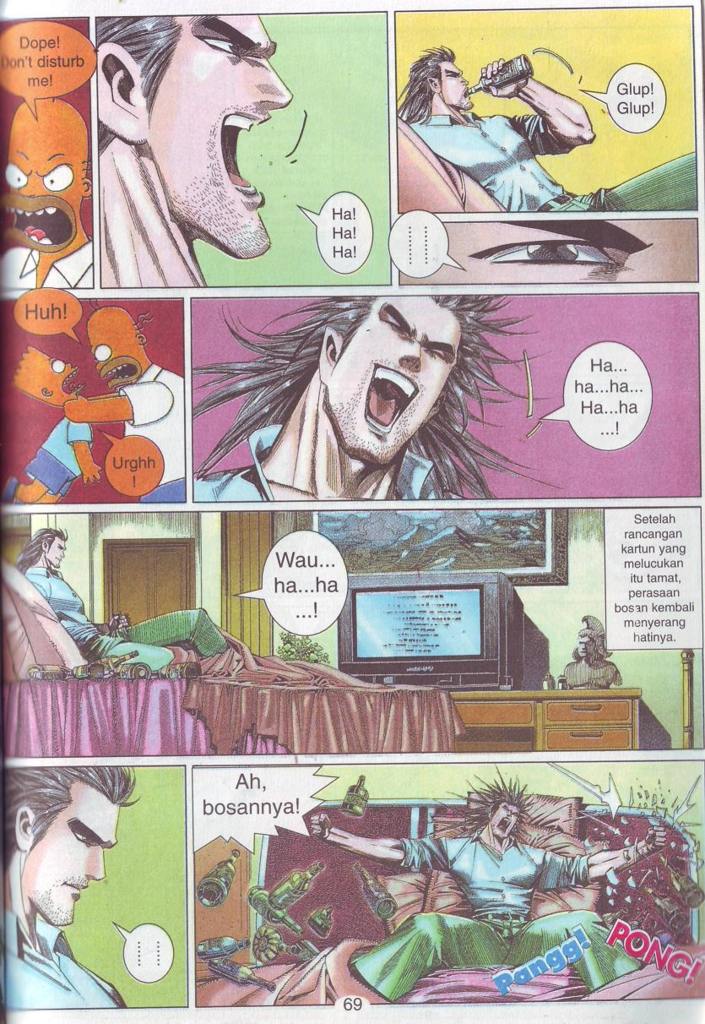 Dope!
Don't disturb
me!
Ha!
Ha!
Ha!
Glup!
Glup!
Huh!
Urghh
!
Ha...
ha...ha...
Ha...ha
...!
Wau...
ha...ha
...!
Setelah
rancangan
kartun yang
melucukan
itu tamat,
perasaan
bosan kembali
menyerang
hatinya.
Ah,
bosannya!
Pangg!
PONG!
69